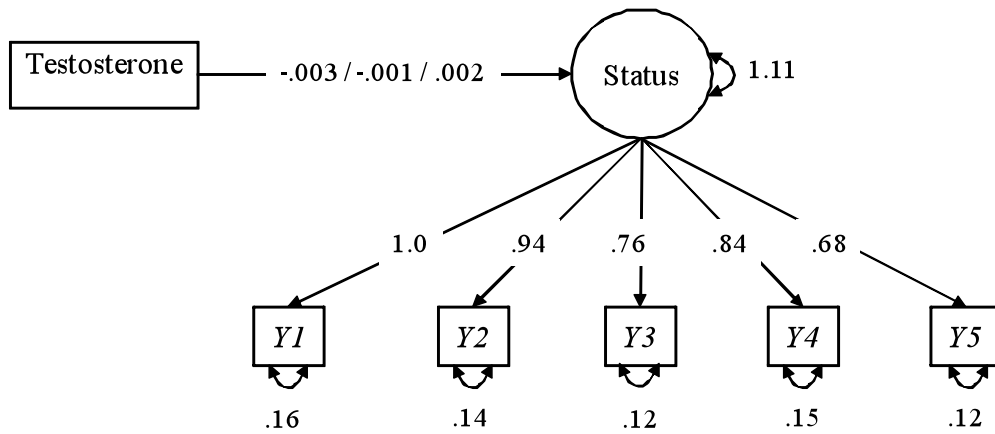 Testosterone
-.003 / -.001 / .002
Status
1.11
1.0 .94 .76 .84 .68
Y1 Y2 Y3 Y4 Y5
.16 .14 .12 .15 .12